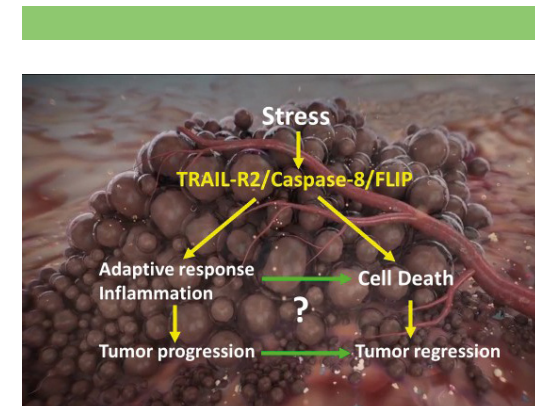 Stress
TRAIL-R2/Caspase-8/FLIP
Adaptive response
Inflammation
Cell Death
?
Tumor progression
Tumor regression